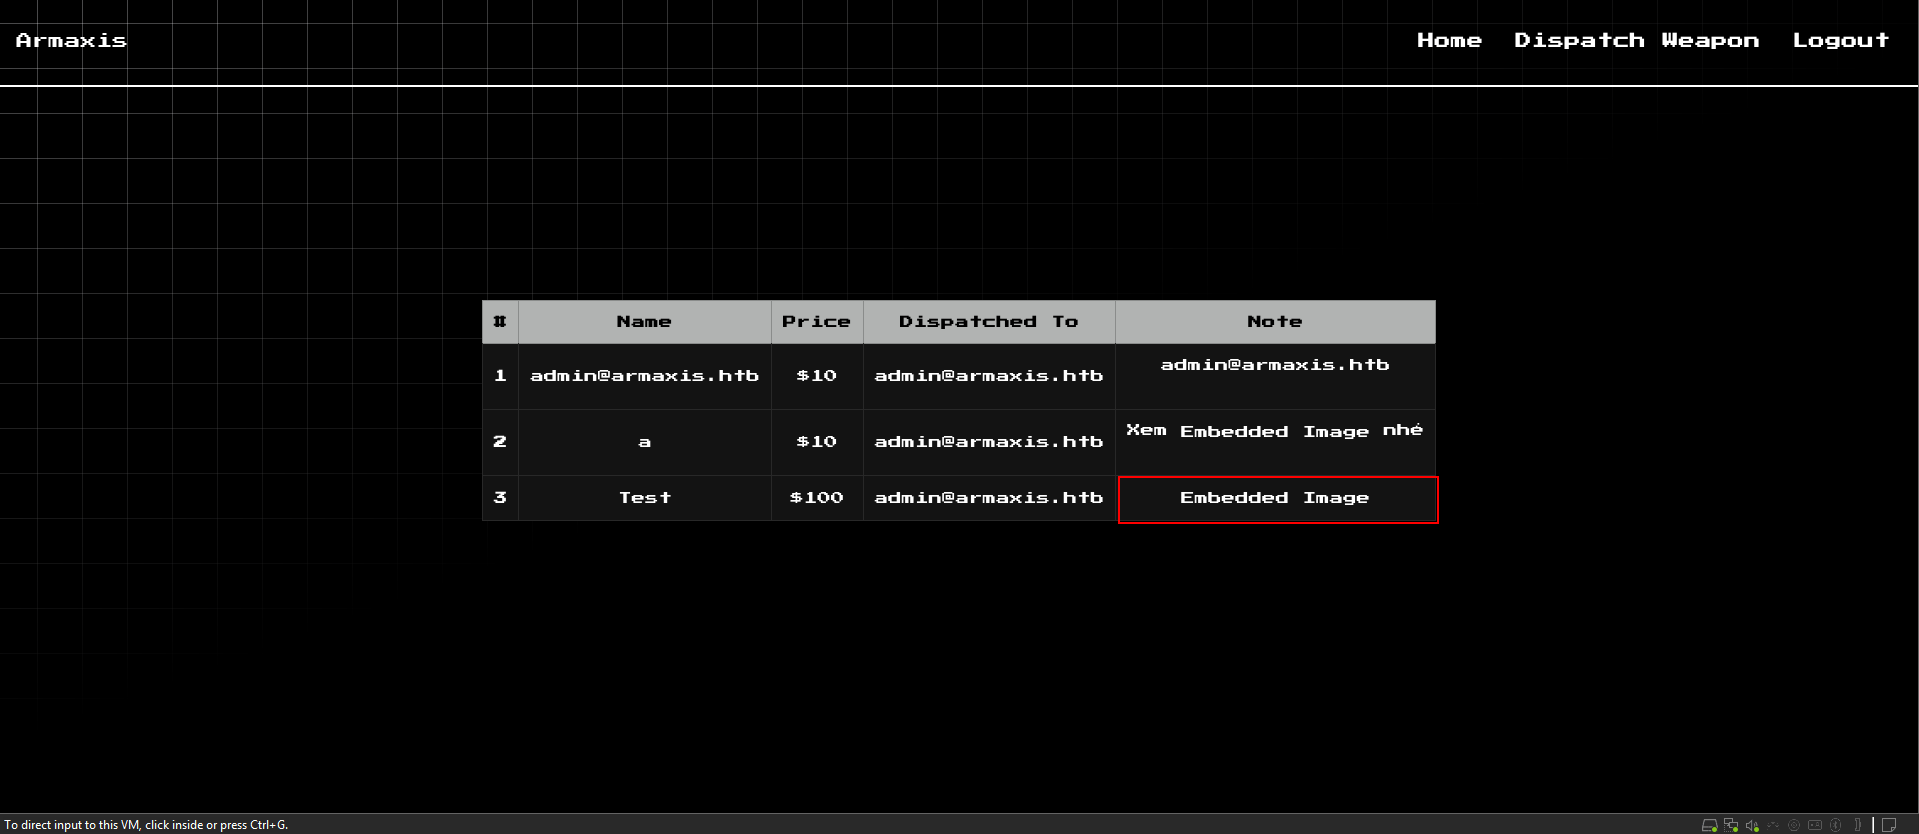 Armaxis Home Dispatch Weapon Logout
# Name Price Dispatched To Note
1 admin@armaxis.htb $10 admin@armaxis.htb admin@armaxis.htb
2 a $10 admin@armaxis.htb Xem Embedded Image nhé
3 Test $100 admin@armaxis.htb Embedded Image
To direct input to this VM, click inside or press Ctrl+G.